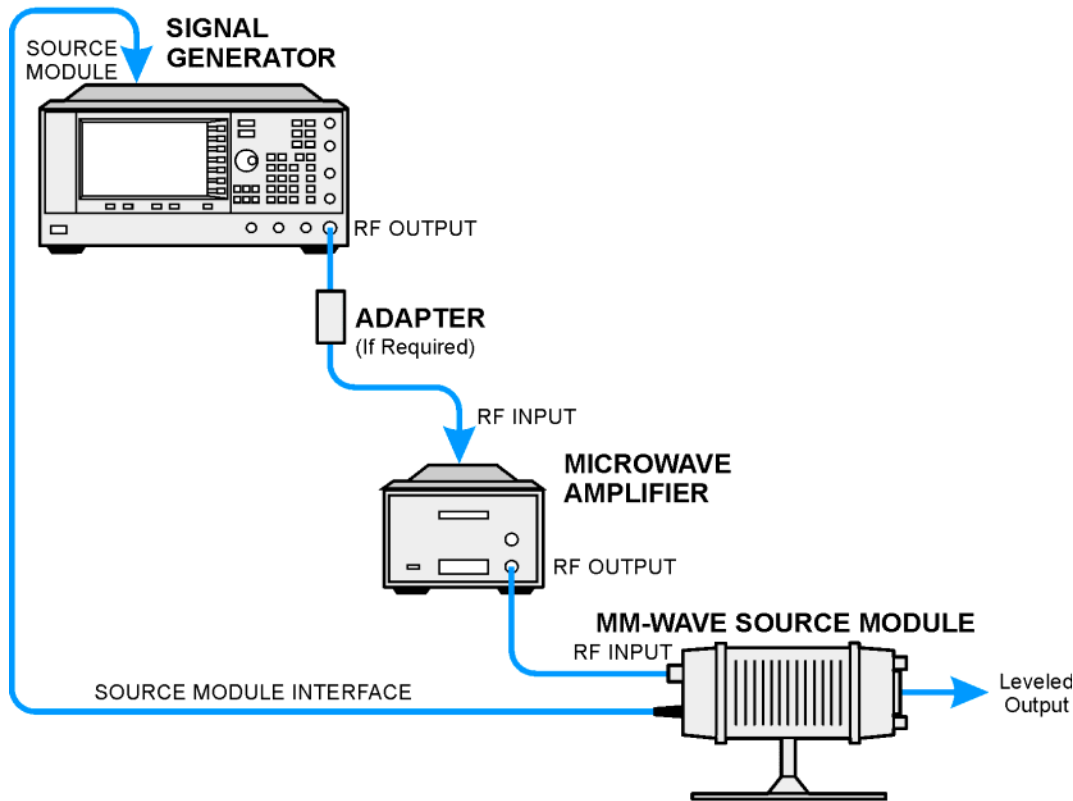 SIGNAL
GENERATOR
SOURCE
MODULE
RF OUTPUT
ADAPTER
(If Required)
RF INPUT
MICROWAVE
AMPLIFIER
RF OUTPUT
MM-WAVE SOURCE MODULE
RF INPUT
SOURCE MODULE INTERFACE
Leveled
Output